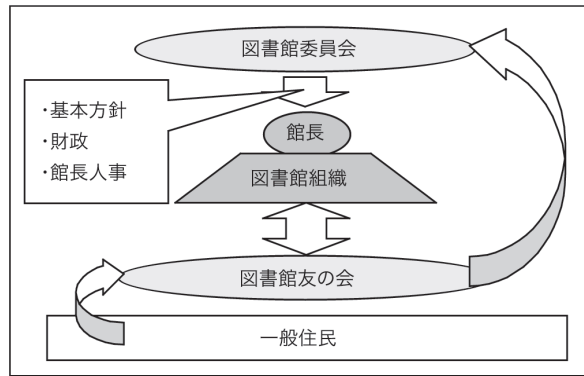 図書館委員会
・基本方針
・財政
・館長人事
館長
図書館組織
図書館友の会
一般住民